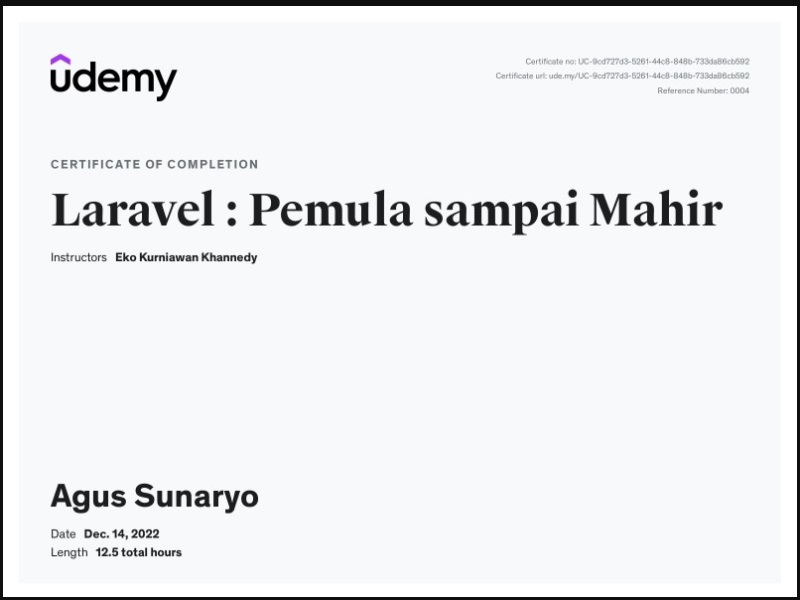 udemy
Certificate no: UC-9cd727d3-5261-44c8-848b-733da86cb592
Certificate url: ude.my/UC-9cd727d3-5261-44c8-848b-733da86cb592
Reference Number: 0004
CERTIFICATE OF COMPLETION
Laravel : Pemula sampai Mahir
Instructors Eko Kurniawan Khannedy
Agus Sunaryo
Date Dec. 14, 2022
Length 12.5 total hours